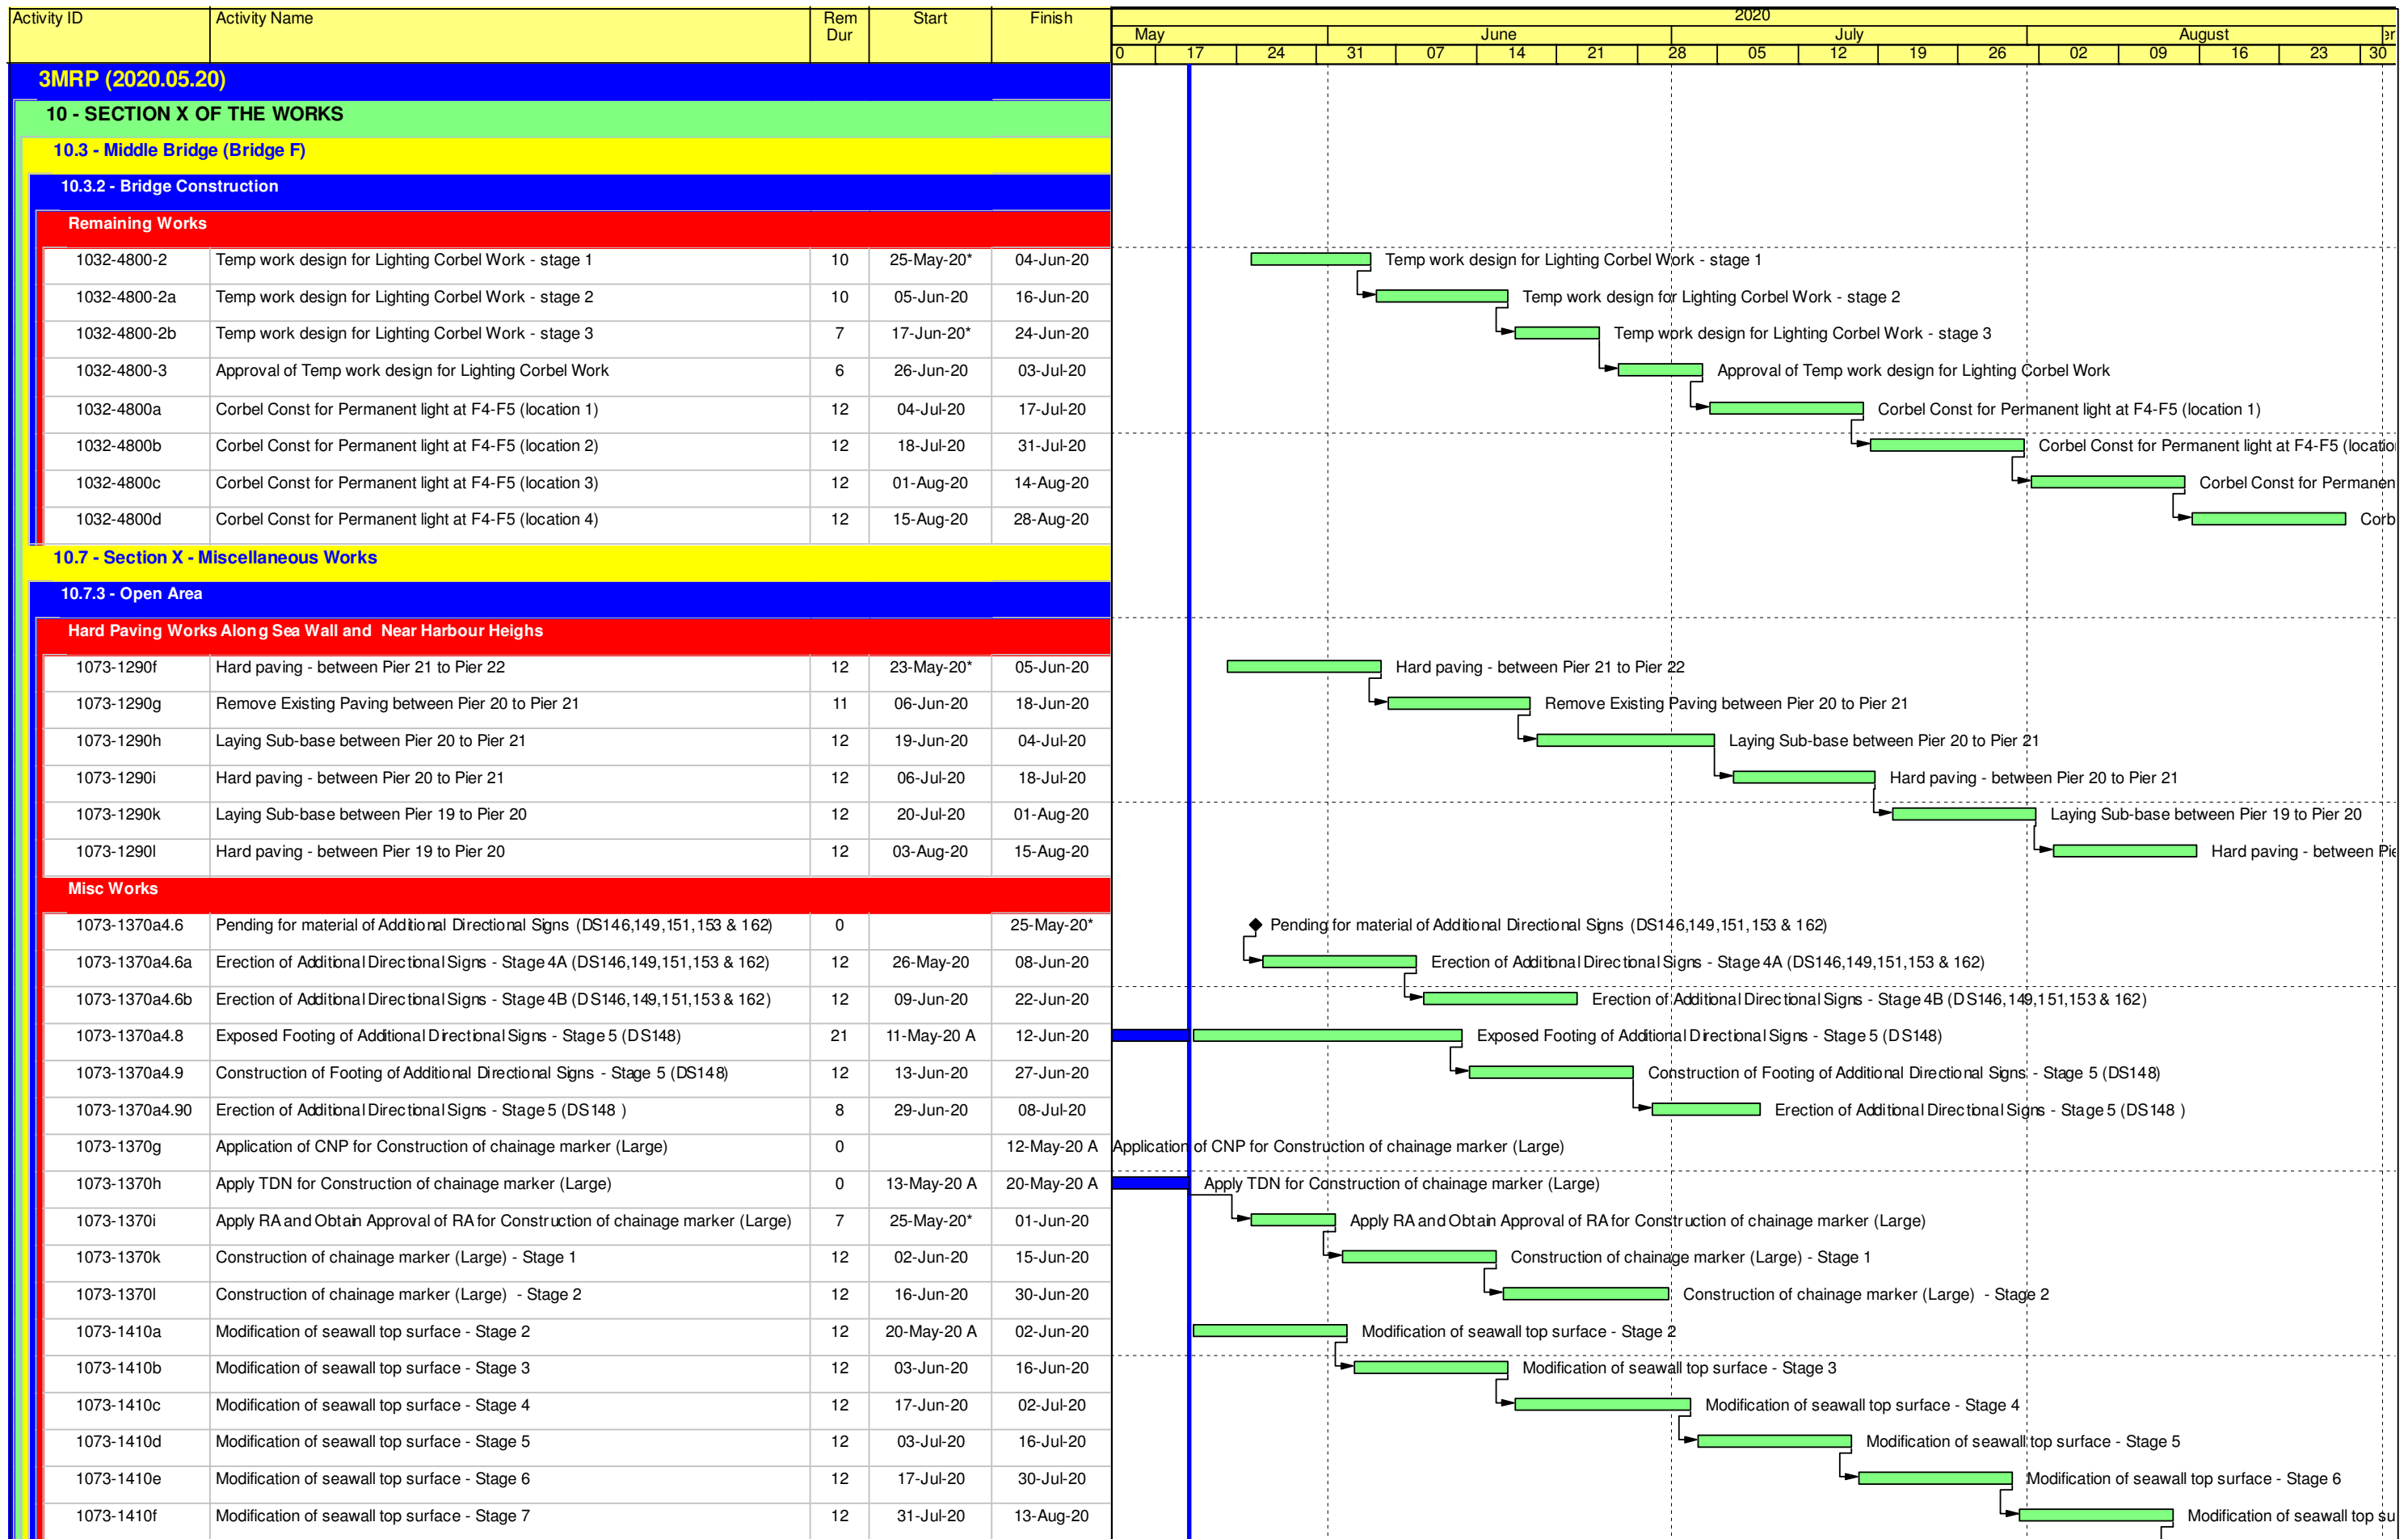 Activity ID Activity Name Rem Dur Start Finish
2020
May June July August
0 17 24 31 07 14 21 28 05 12 19 26 02 09 16 23 30
3MRP (2020.05.20)
10 - SECTION X OF THE WORKS
10.3 - Middle Bridge (Bridge F)
10.3.2 - Bridge Construction
Remaining Works
1032-4800-2 Temp work design for Lighting Corbel Work - stage 1 10 25-May-20* 04-Jun-20 Temp work design for Lighting Corbel Work - stage 1
1032-4800-2a Temp work design for Lighting Corbel Work - stage 2 10 05-Jun-20 16-Jun-20 Temp work design for Lighting Corbel Work - stage 2
1032-4800-2b Temp work design for Lighting Corbel Work - stage 3 7 17-Jun-20* 24-Jun-20 Temp work design for Lighting Corbel Work - stage 3
1032-4800-3 Approval of Temp work design for Lighting Corbel Work 6 26-Jun-20 03-Jul-20 Approval of Temp work design for Lighting Corbel Work
1032-4800a Corbel Const for Permanent light at F4-F5 (location 1) 12 04-Jul-20 17-Jul-20 Corbel Const for Permanent light at F4-F5 (location 1)
1032-4800b Corbel Const for Permanent light at F4-F5 (location 2) 12 18-Jul-20 31-Jul-20 Corbel Const for Permanent light at F4-F5 (locatio
1032-4800c Corbel Const for Permanent light at F4-F5 (location 3) 12 01-Aug-20 14-Aug-20 Corbel Const for Permanen
1032-4800d Corbel Const for Permanent light at F4-F5 (location 4) 12 15-Aug-20 28-Aug-20 Corb
10.7 - Section X - Miscellaneous Works
10.7.3 - Open Area
Hard Paving Works Along Sea Wall and Near Harbour Heighs
1073-1290f Hard paving - between Pier 21 to Pier 22 12 23-May-20* 05-Jun-20 Hard paving - between Pier 21 to Pier 22
1073-1290g Remove Existing Paving between Pier 20 to Pier 21 11 06-Jun-20 18-Jun-20 Remove Existing Paving between Pier 20 to Pier 21
1073-1290h Laying Sub-base between Pier 20 to Pier 21 12 19-Jun-20 04-Jul-20 Laying Sub-base between Pier 20 to Pier 21
1073-1290i Hard paving - between Pier 20 to Pier 21 12 06-Jul-20 18-Jul-20 Hard paving - between Pier 20 to Pier 21
1073-1290k Laying Sub-base between Pier 19 to Pier 20 12 20-Jul-20 01-Aug-20 Laying Sub-base between Pier 19 to Pier 20
1073-1290l Hard paving - between Pier 19 to Pier 20 12 03-Aug-20 15-Aug-20 Hard paving - between Pie
Misc Works
1073-1370a4.6 Pending for material of Additional Directional Signs (DS146,149,151,153 & 162) 0 25-May-20* Pending for material of Additional Directional Signs (DS146,149,151,153 & 162)
1073-1370a4.6a Erection of Additional Directional Signs - Stage 4A (DS146,149,151,153 & 162) 12 26-May-20 08-Jun-20 Erection of Additional Directional Signs - Stage 4A (DS146,149,151,153 & 162)
1073-1370a4.6b Erection of Additional Directional Signs - Stage 4B (DS146,149,151,153 & 162) 12 09-Jun-20 22-Jun-20 Erection of Additional Directional Signs - Stage 4B (DS146,149,151,153 & 162)
1073-1370a4.8 Exposed Footing of Additional Directional Signs - Stage 5 (DS148) 21 11-May-20 A 12-Jun-20 Exposed Footing of Additional Directional Signs - Stage 5 (DS148)
1073-1370a4.9 Construction of Footing of Additional Directional Signs - Stage 5 (DS148) 12 13-Jun-20 27-Jun-20 Construction of Footing of Additional Directional Signs - Stage 5 (DS148)
1073-1370a4.90 Erection of Additional Directional Signs - Stage 5 (DS148 ) 8 29-Jun-20 08-Jul-20 Erection of Additional Directional Signs - Stage 5 (DS148 )
1073-1370g Application of CNP for Construction of chainage marker (Large) 0 12-May-20 A Application of CNP for Construction of chainage marker (Large)
1073-1370h Apply TDN for Construction of chainage marker (Large) 0 13-May-20 A 20-May-20 A Apply TDN for Construction of chainage marker (Large)
1073-1370i Apply RA and Obtain Approval of RA for Construction of chainage marker (Large) 7 25-May-20* 01-Jun-20 Apply RA and Obtain Approval of RA for Construction of chainage marker (Large)
1073-1370k Construction of chainage marker (Large) - Stage 1 12 02-Jun-20 15-Jun-20 Construction of chainage marker (Large) - Stage 1
1073-1370l Construction of chainage marker (Large) - Stage 2 12 16-Jun-20 30-Jun-20 Construction of chainage marker (Large) - Stage 2
1073-1410a Modification of seawall top surface - Stage 2 12 20-May-20 A 02-Jun-20 Modification of seawall top surface - Stage 2
1073-1410b Modification of seawall top surface - Stage 3 12 03-Jun-20 16-Jun-20 Modification of seawall top surface - Stage 3
1073-1410c Modification of seawall top surface - Stage 4 12 17-Jun-20 02-Jul-20 Modification of seawall top surface - Stage 4
1073-1410d Modification of seawall top surface - Stage 5 12 03-Jul-20 16-Jul-20 Modification of seawall top surface - Stage 5
1073-1410e Modification of seawall top surface - Stage 6 12 17-Jul-20 30-Jul-20 Modification of seawall top surface - Stage 6
1073-1410f Modification of seawall top surface - Stage 7 12 31-Jul-20 13-Aug-20 Modification of seawall top su